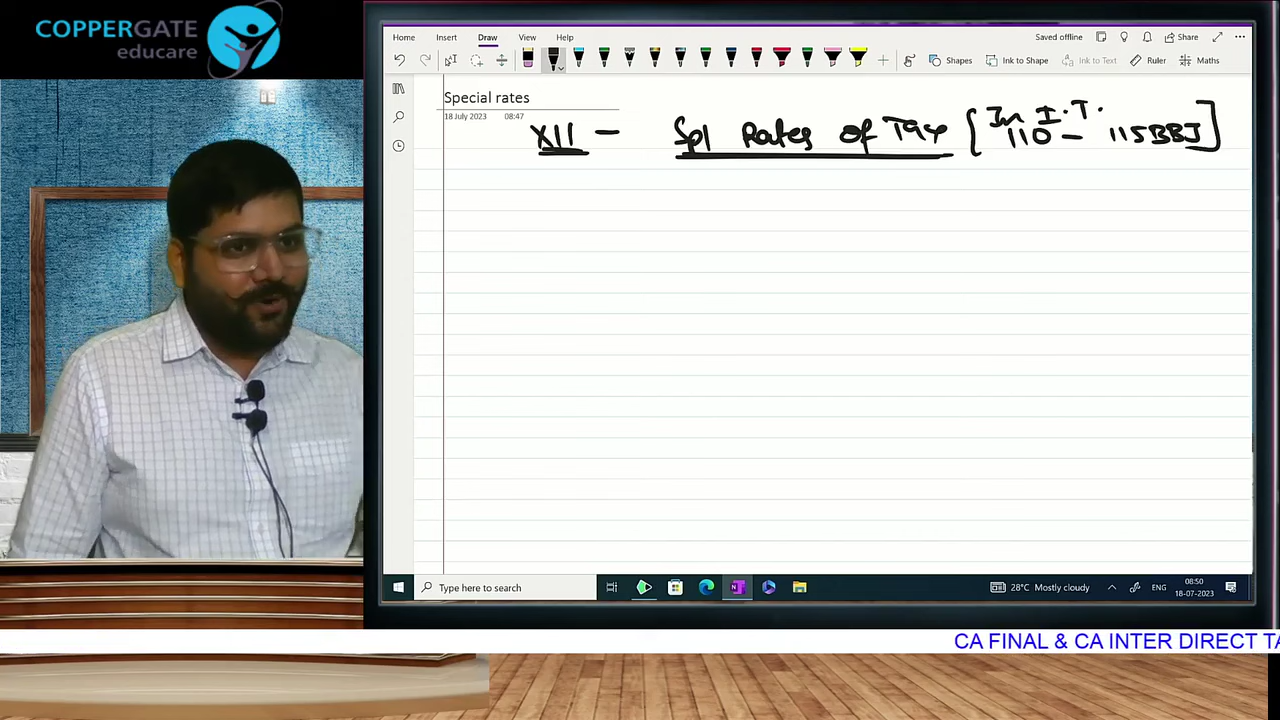 COPPERGATE
educare
Home Insert Draw View Help
Saved offline
Share
Shapes
Ink to Shape
Ink to Text
Ruler
Maths
Special rates
18 July 2023 08:47
In I.T.
XII - Spl Rates of Tax [110 - 115BBJ]
Type here to search
28°C Mostly cloudy
ENG
08:50
18-07-2023
CA FINAL & CA INTER DIRECT TA